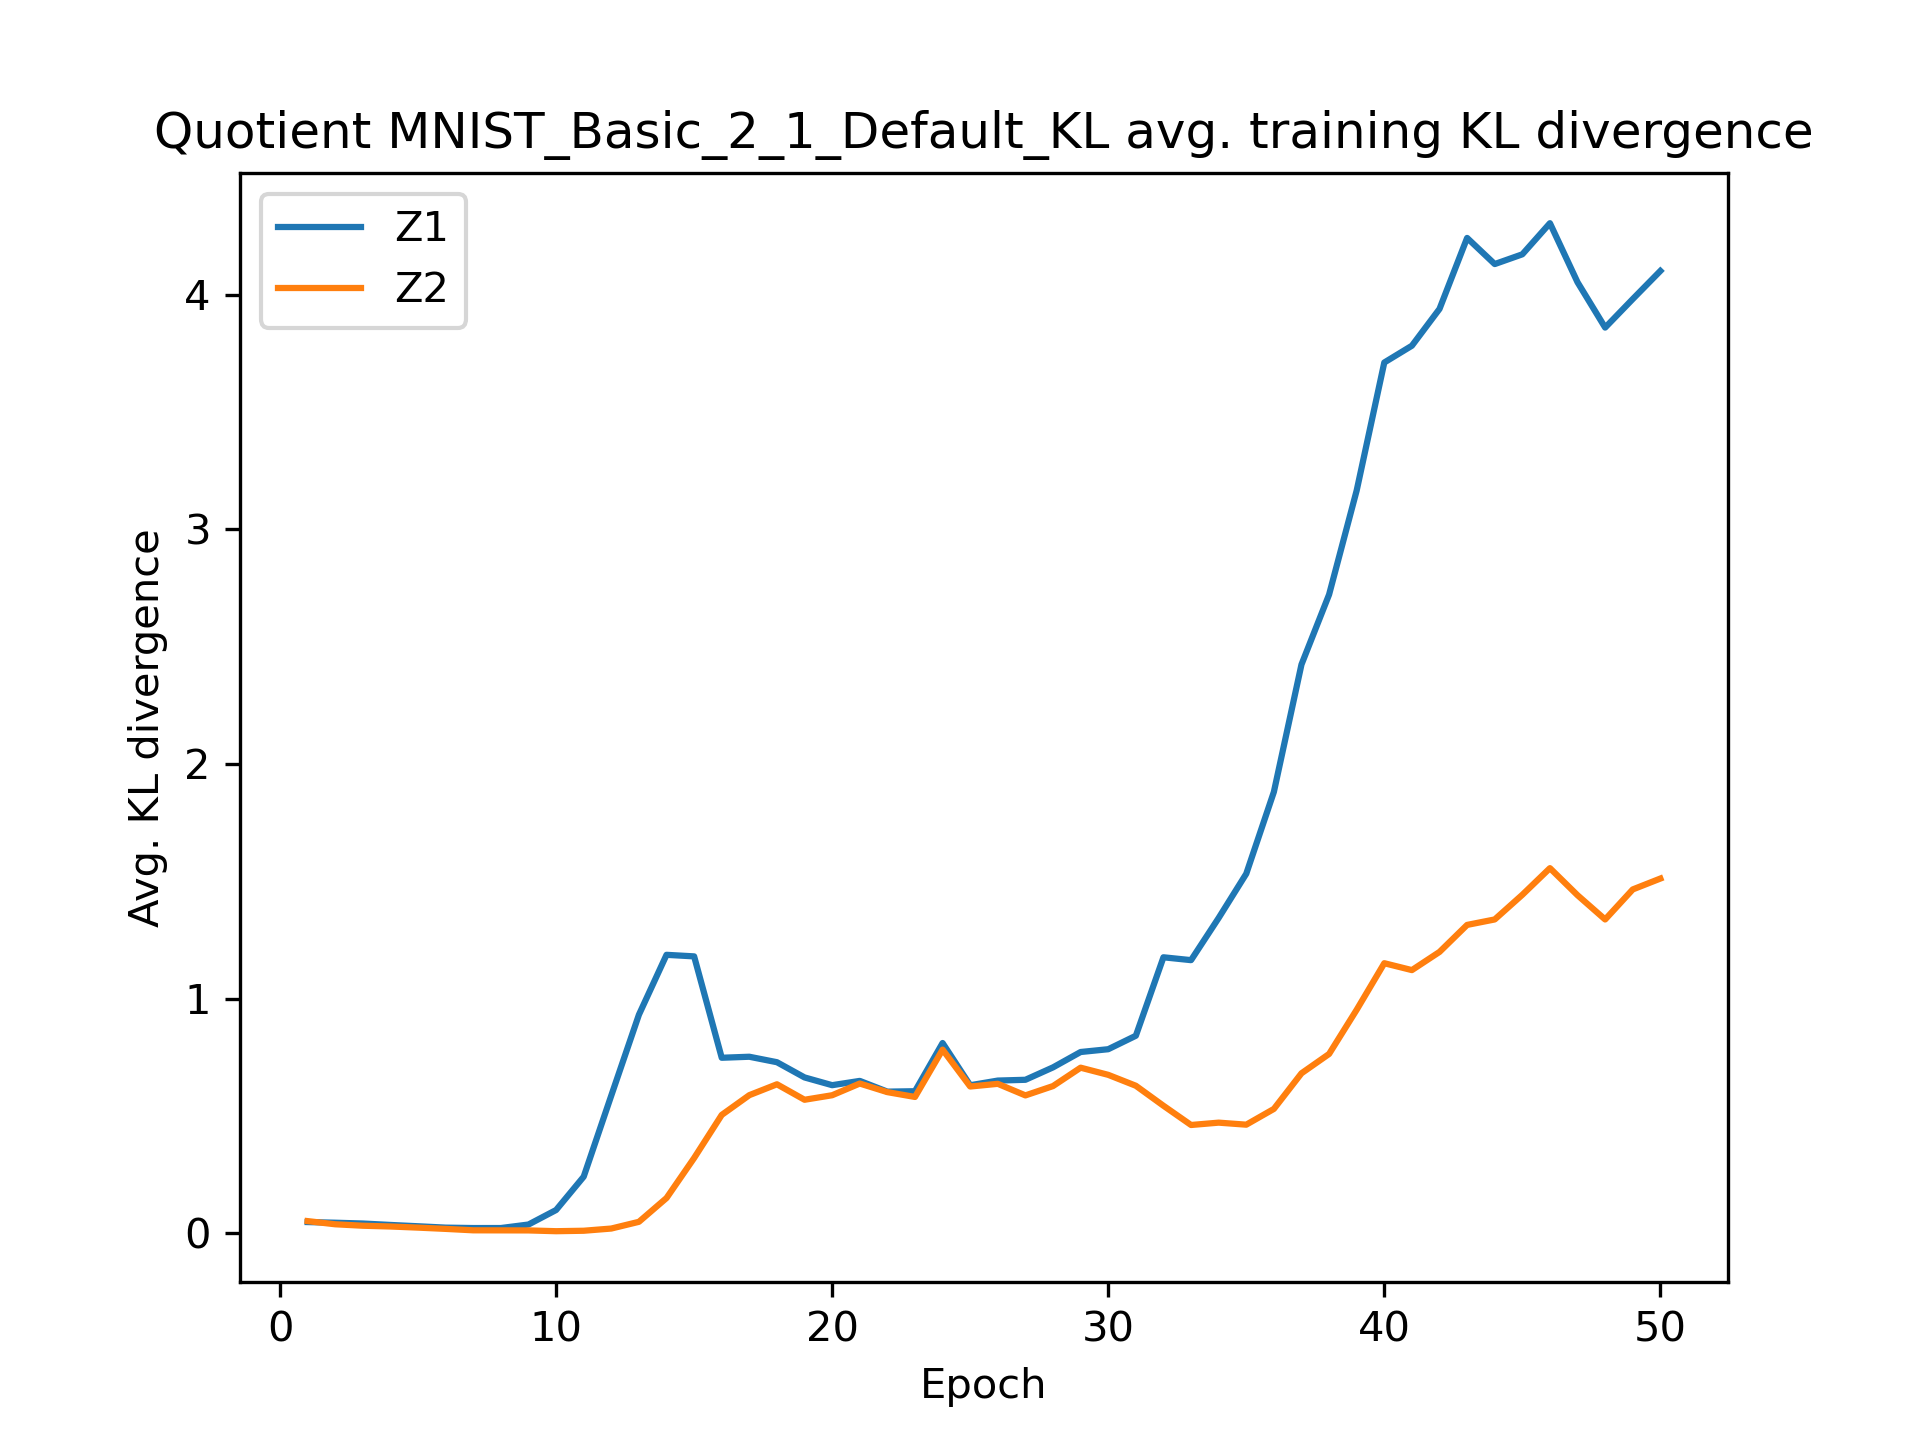 Quotient MNIST_Basic_2_1_Default_KL avg. training KL divergence
Z1
Z2
Avg. KL divergence
4
3
2
1
0
0 10 20 30 40 50
Epoch